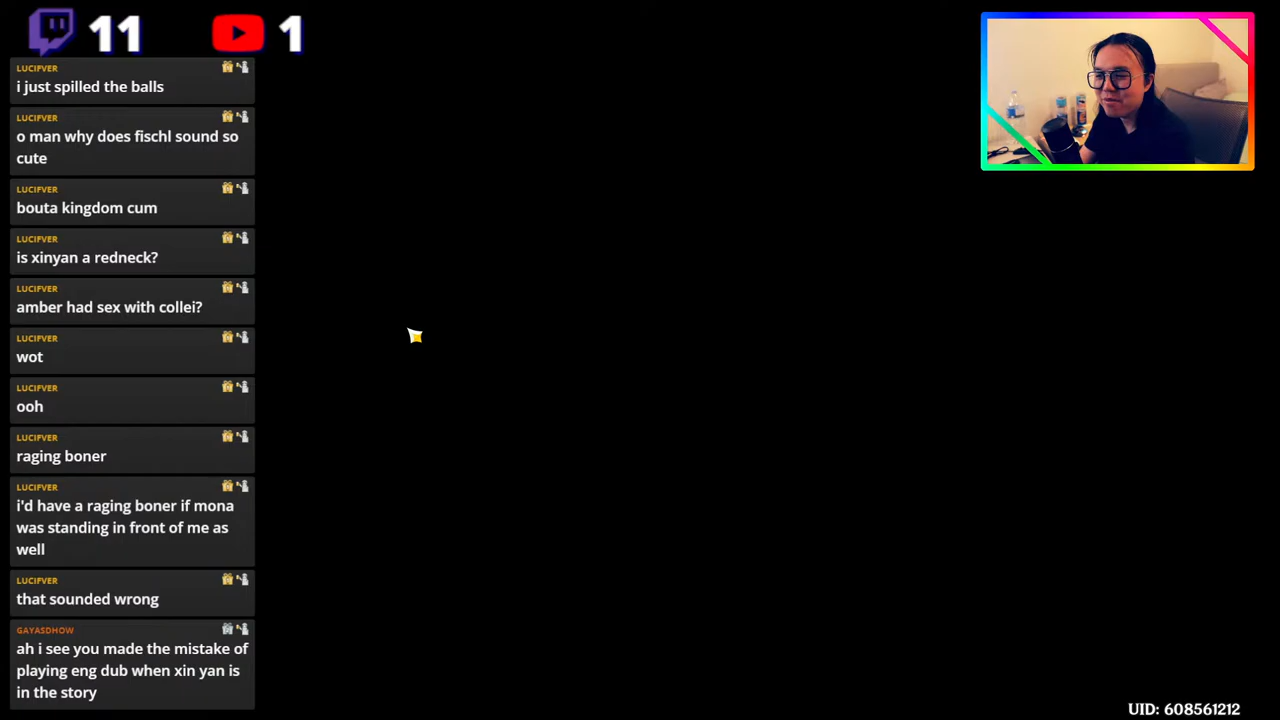 11
1
LUCIFVER
i just spilled the balls
LUCIFVER
o man why does fischl sound so
cute
LUCIFVER
bouta kingdom cum
LUCIFVER
is xinyan a redneck?
LUCIFVER
amber had sex with collei?
LUCIFVER
wot
LUCIFVER
ooh
LUCIFVER
raging boner
LUCIFVER
i'd have a raging boner if mona
was standing in front of me as
well
LUCIFVER
that sounded wrong
GAYASDHOW
ah i see you made the mistake of
playing eng dub when xin yan is
in the story
UID: 608561212